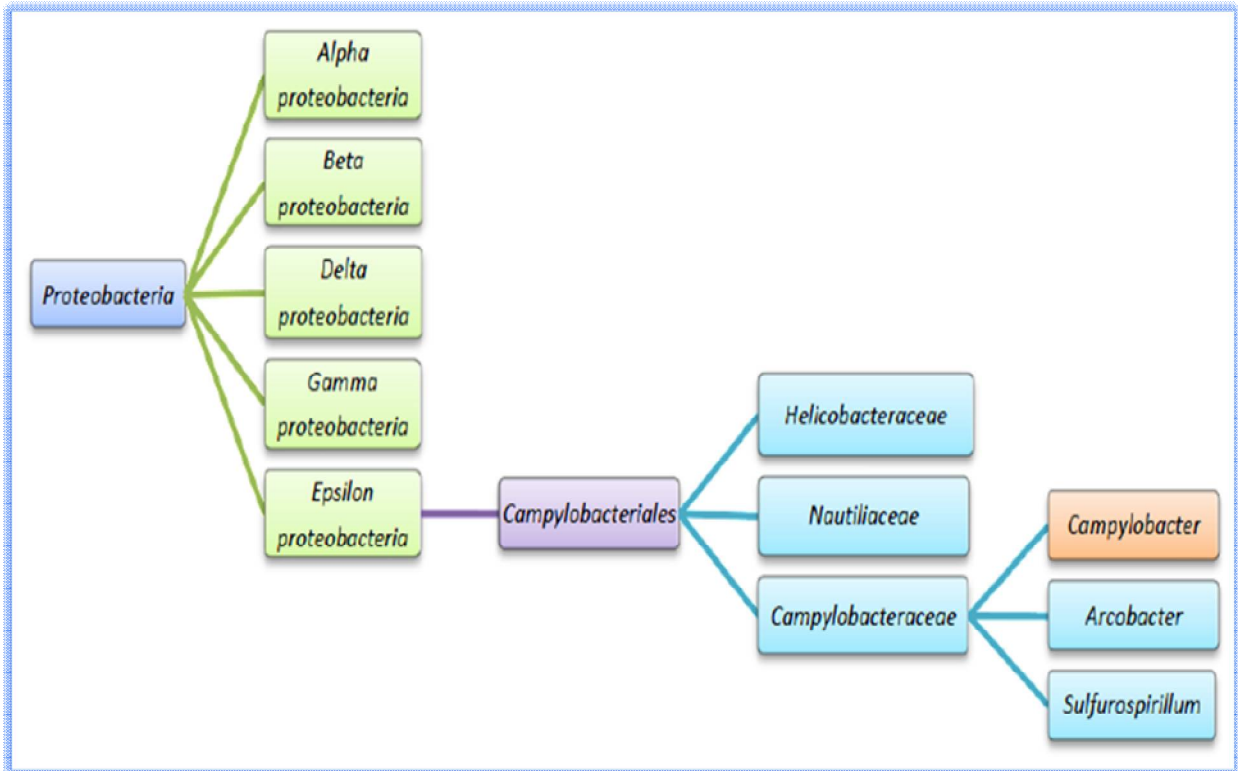 Alpha
proteobacteria
Beta
proteobacteria
Delta
proteobacteria
Proteobacteria
Gamma
proteobacteria
Epsilon
proteobacteria
Campylobacteriales
Helicobacteraceae
Nautiliaceae
Campylobacteraceae
Campylobacter
Arcobacter
Sulfurospirillum